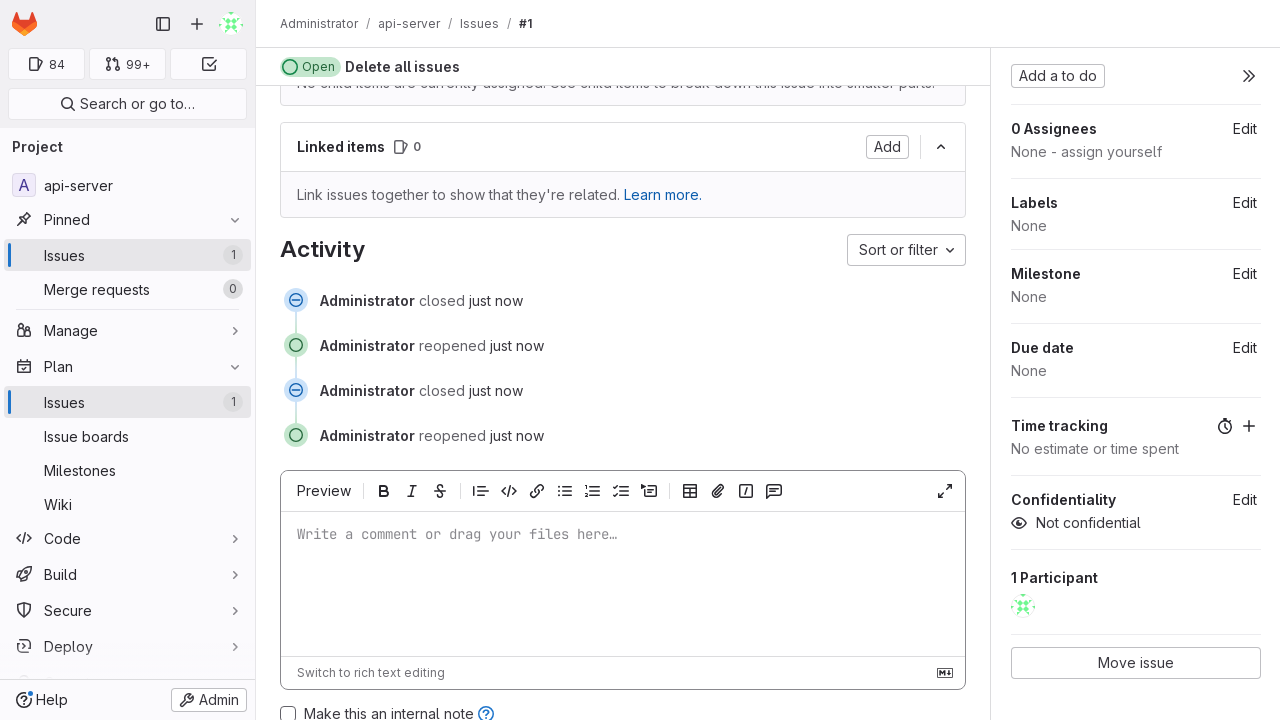 Administrator / api-server / Issues / #1
84
99+
Search or go to…
Project
A api-server
Pinned
Issues 1
Merge requests 0
Manage
Plan
Issues 1
Issue boards
Milestones
Wiki
Code
Build
Secure
Deploy
Help
Admin
Open Delete all issues
No child items are currently assigned. Use child items to break down this issue into smaller parts.
Linked items 0 Add
Link issues together to show that they're related. Learn more.
Activity
Sort or filter
Administrator closed just now
Administrator reopened just now
Administrator closed just now
Administrator reopened just now
Preview
Write a comment or drag your files here…
Switch to rich text editing
Make this an internal note
Add a to do
0 Assignees Edit
None - assign yourself
Labels Edit
None
Milestone Edit
None
Due date Edit
None
Time tracking
No estimate or time spent
Confidentiality Edit
Not confidential
1 Participant
Move issue